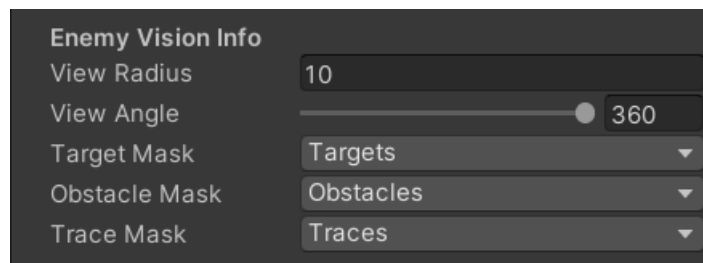 Enemy Vision Info
View Radius 10
View Angle 360
Target Mask Targets
Obstacle Mask Obstacles
Trace Mask Traces